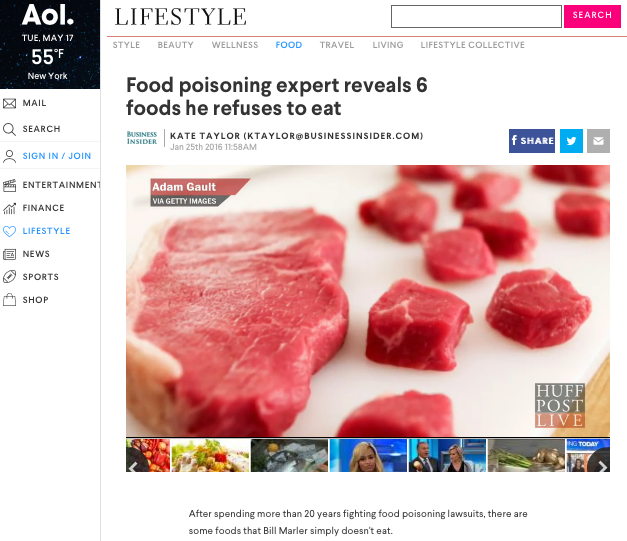 Aol.
TUE, MAY 17
55°F
New York
MAIL
SEARCH
SIGN IN / JOIN
ENTERTAINMENT
FINANCE
LIFESTYLE
NEWS
SPORTS
SHOP
LIFESTYLE
SEARCH
STYLE BEAUTY WELLNESS FOOD TRAVEL LIVING LIFESTYLE COLLECTIVE
Food poisoning expert reveals 6
foods he refuses to eat
BUSINESS
INSIDER
KATE TAYLOR (KTAYLOR@BUSINESSINSIDER.COM)
Jan 25th 2016 11:58AM
f SHARE
Adam Gault
VIA GETTY IMAGES
HUFF
POST
LIVE
ING TODAY
After spending more than 20 years fighting food poisoning lawsuits, there are
some foods that Bill Marler simply doesn't eat.